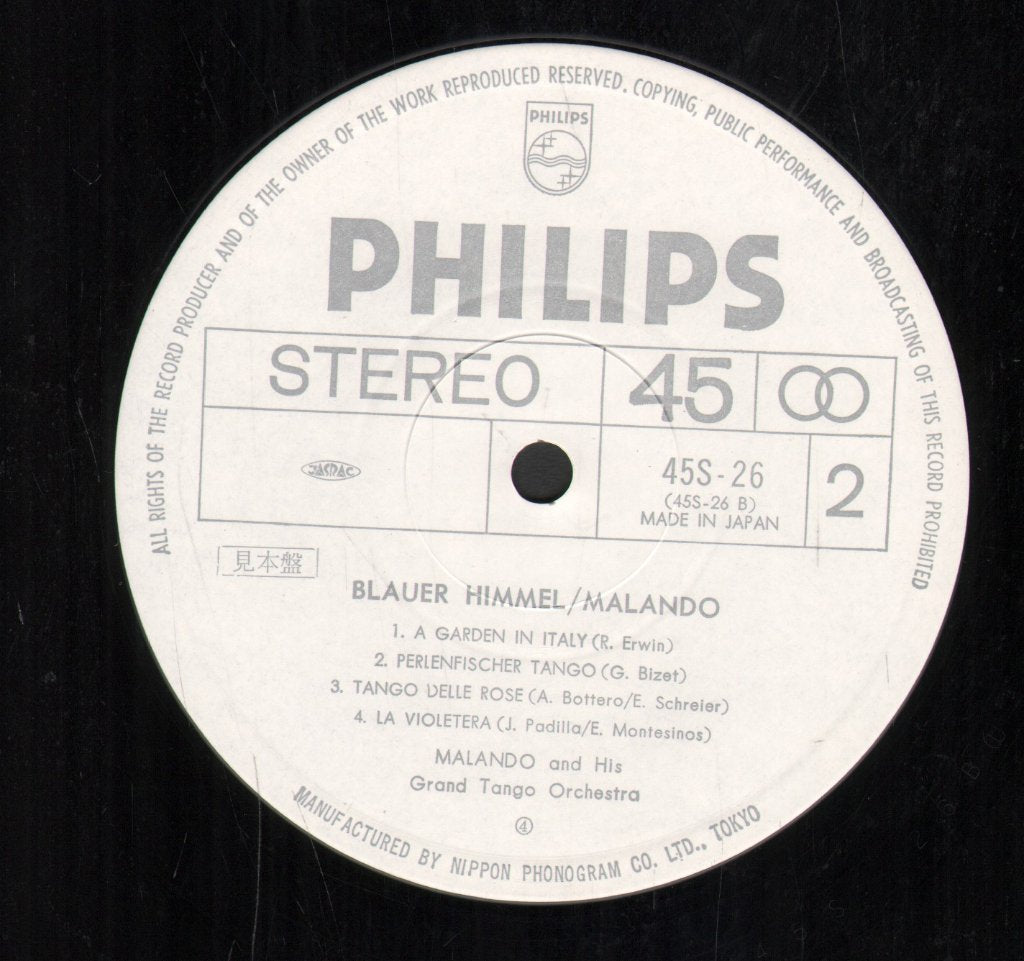 ALL RIGHTS OF THE RECORD PRODUCER AND OF THE OWNER OF THE WORK REPRODUCED RESERVED. COPYING, PUBLIC PERFORMANCE AND BROADCASTING OF THIS RECORD PROHIBITED
PHILIPS
PHILIPS
STEREO 45
JASRAC
45S-26
(45S-26 B)
MADE IN JAPAN
2
見本盤
BLAUER HIMMEL/MALANDO
1. A GARDEN IN ITALY (R. Erwin)
2. PERLENFISCHER TANGO (G. Bizet)
3. TANGO DELLE ROSE (A. Bottero/E. Schreier)
4. LA VIOLETERA (J. Padilla/E. Montesinos)
MALANDO and His
Grand Tango Orchestra
④
MANUFACTURED BY NIPPON PHONOGRAM CO. LTD., TOKYO